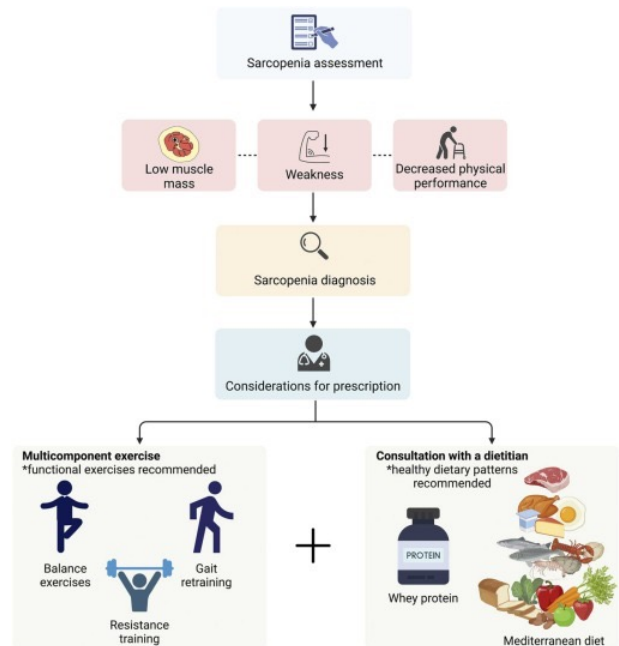 Sarcopenia assessment
Low muscle
mass
Weakness
Decreased physical
performance
Sarcopenia diagnosis
Considerations for prescription
Multicomponent exercise
*functional exercises recommended
Balance
exercises
Gait
retraining
Resistance
training
Consultation with a dietitian
*healthy dietary patterns
recommended
PROTEIN
Whey protein
Mediterranean diet